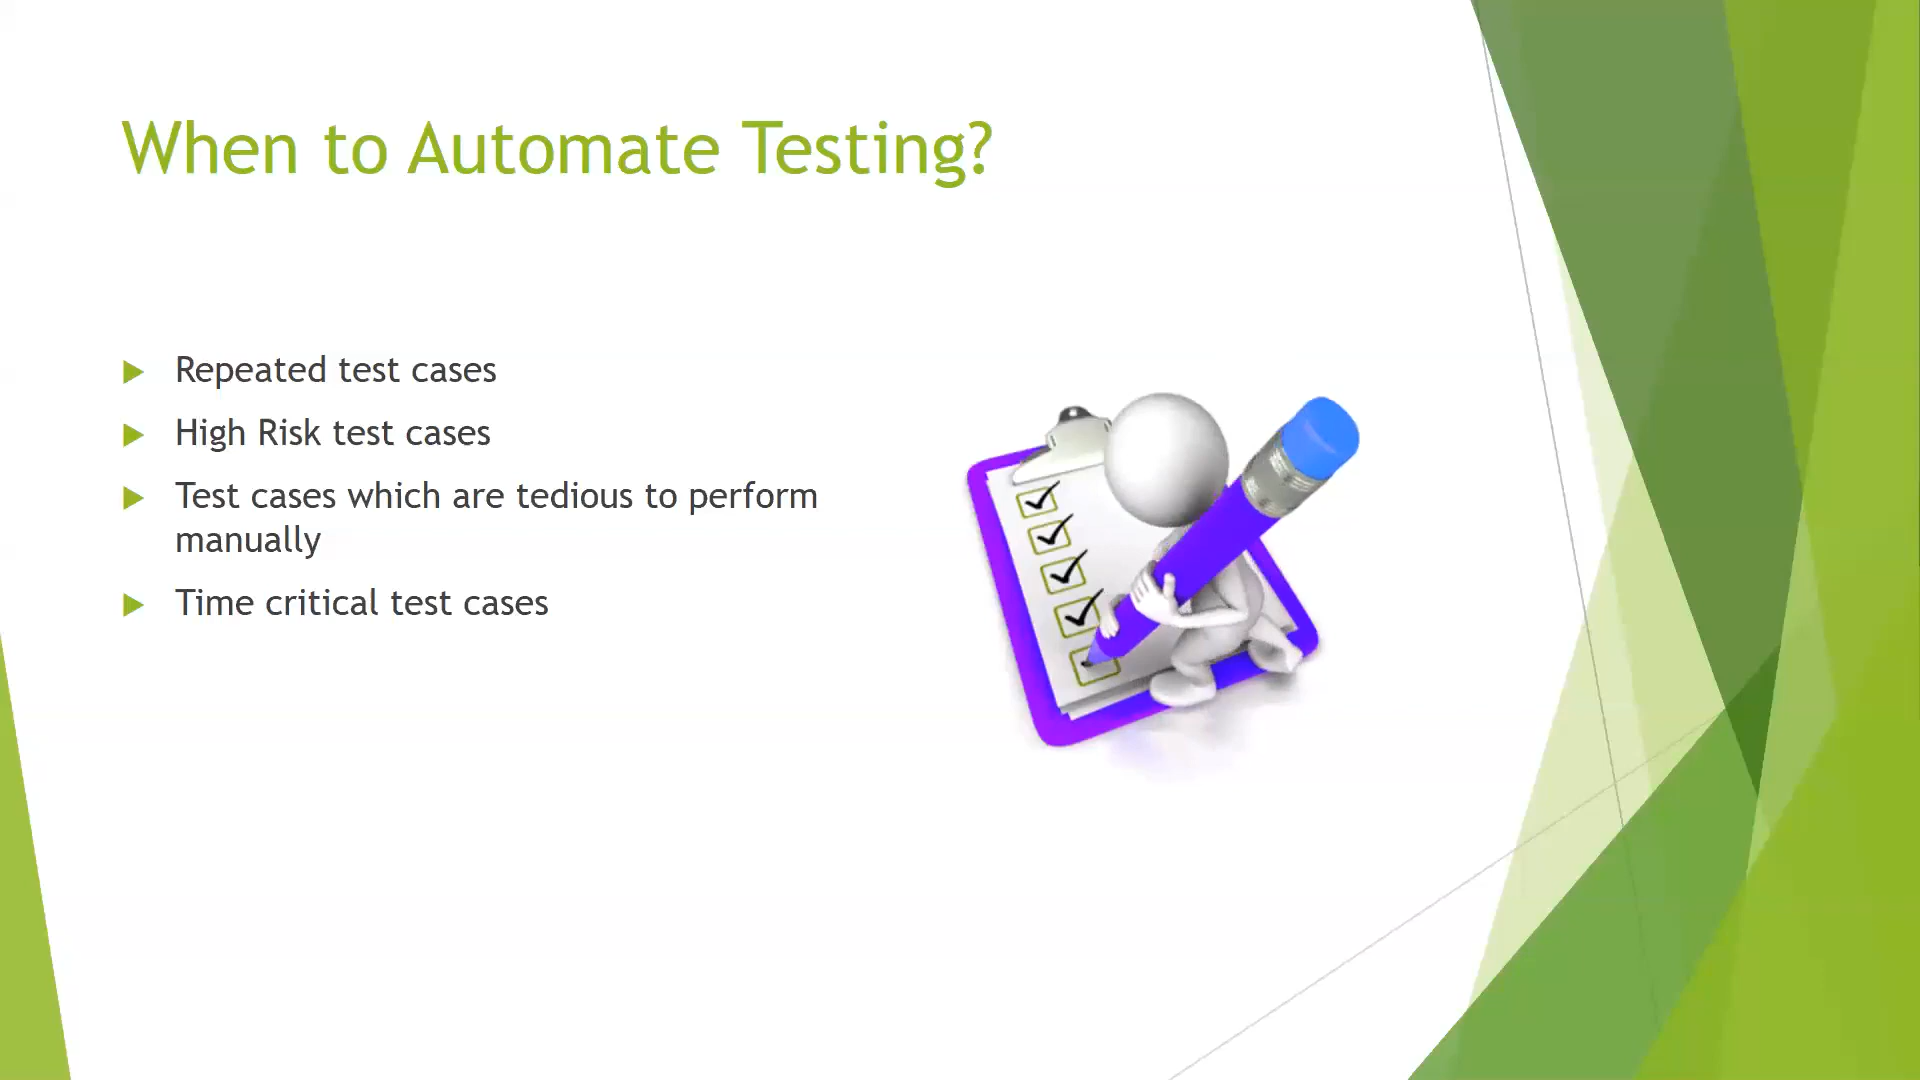 When to Automate Testing?
Repeated test cases
High Risk test cases
Test cases which are tedious to perform
manually
Time critical test cases